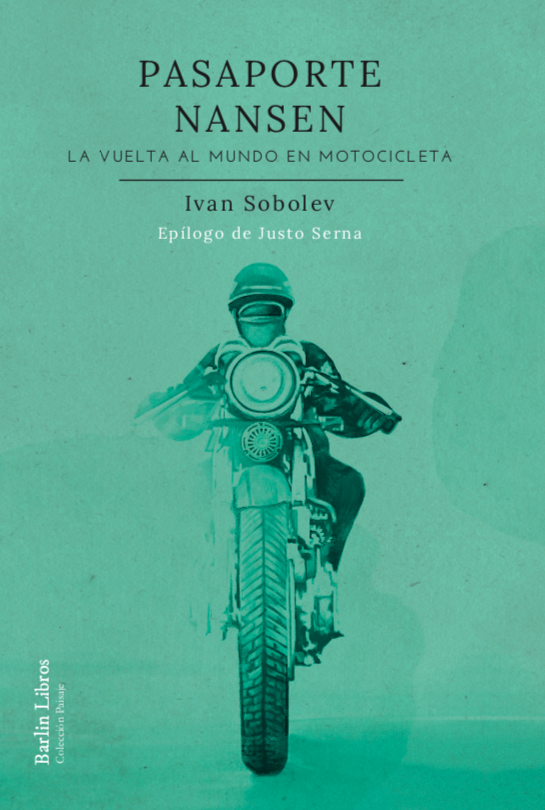 PASAPORTE
NANSEN
LA VUELTA AL MUNDO EN MOTOCICLETA
Ivan Sobolev
Epílogo de Justo Serna
Barlin Libros
Colección Paisaje